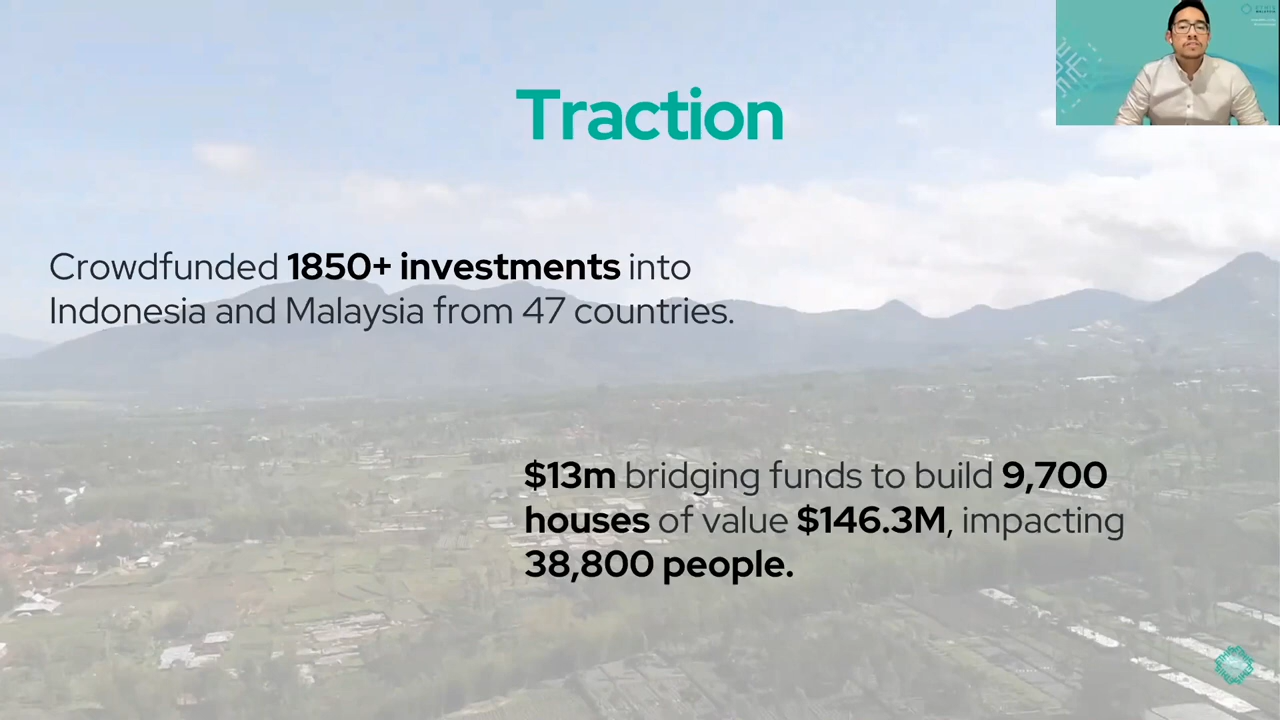 Traction
Crowdfunded 1850+ investments into
Indonesia and Malaysia from 47 countries.
$13m bridging funds to build 9,700
houses of value $146.3M, impacting
38,800 people.